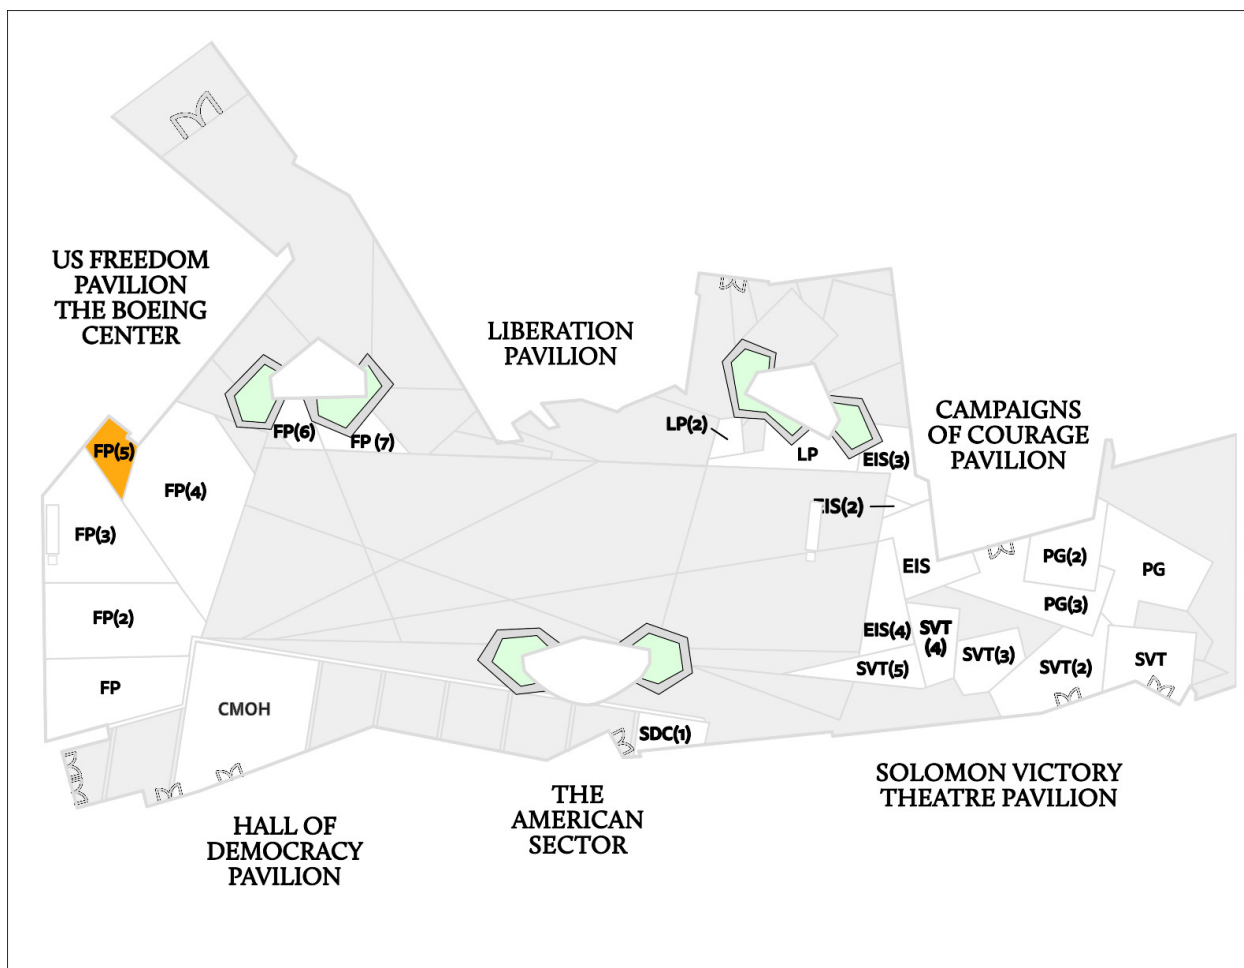 US FREEDOM
PAVILION
THE BOEING
CENTER
LIBERATION
PAVILION
CAMPAIGNS
OF COURAGE
PAVILION
FP(5)
FP(6)
FP (7)
LP(2)
LP
EIS(3)
FP(4)
EIS(2)
FP(3)
EIS
PG(2)
PG
PG(3)
FP(2)
EIS(4)
SVT
(4)
SVT(3)
SVT(5)
SVT(2)
SVT
FP
CMOH
SDC(1)
SOLOMON VICTORY
THEATRE PAVILION
THE
AMERICAN
SECTOR
HALL OF
DEMOCRACY
PAVILION